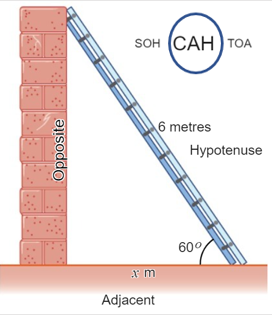 SOH CAH TOA
6 metres
Hypotenuse
Opposite
60°
x m
Adjacent